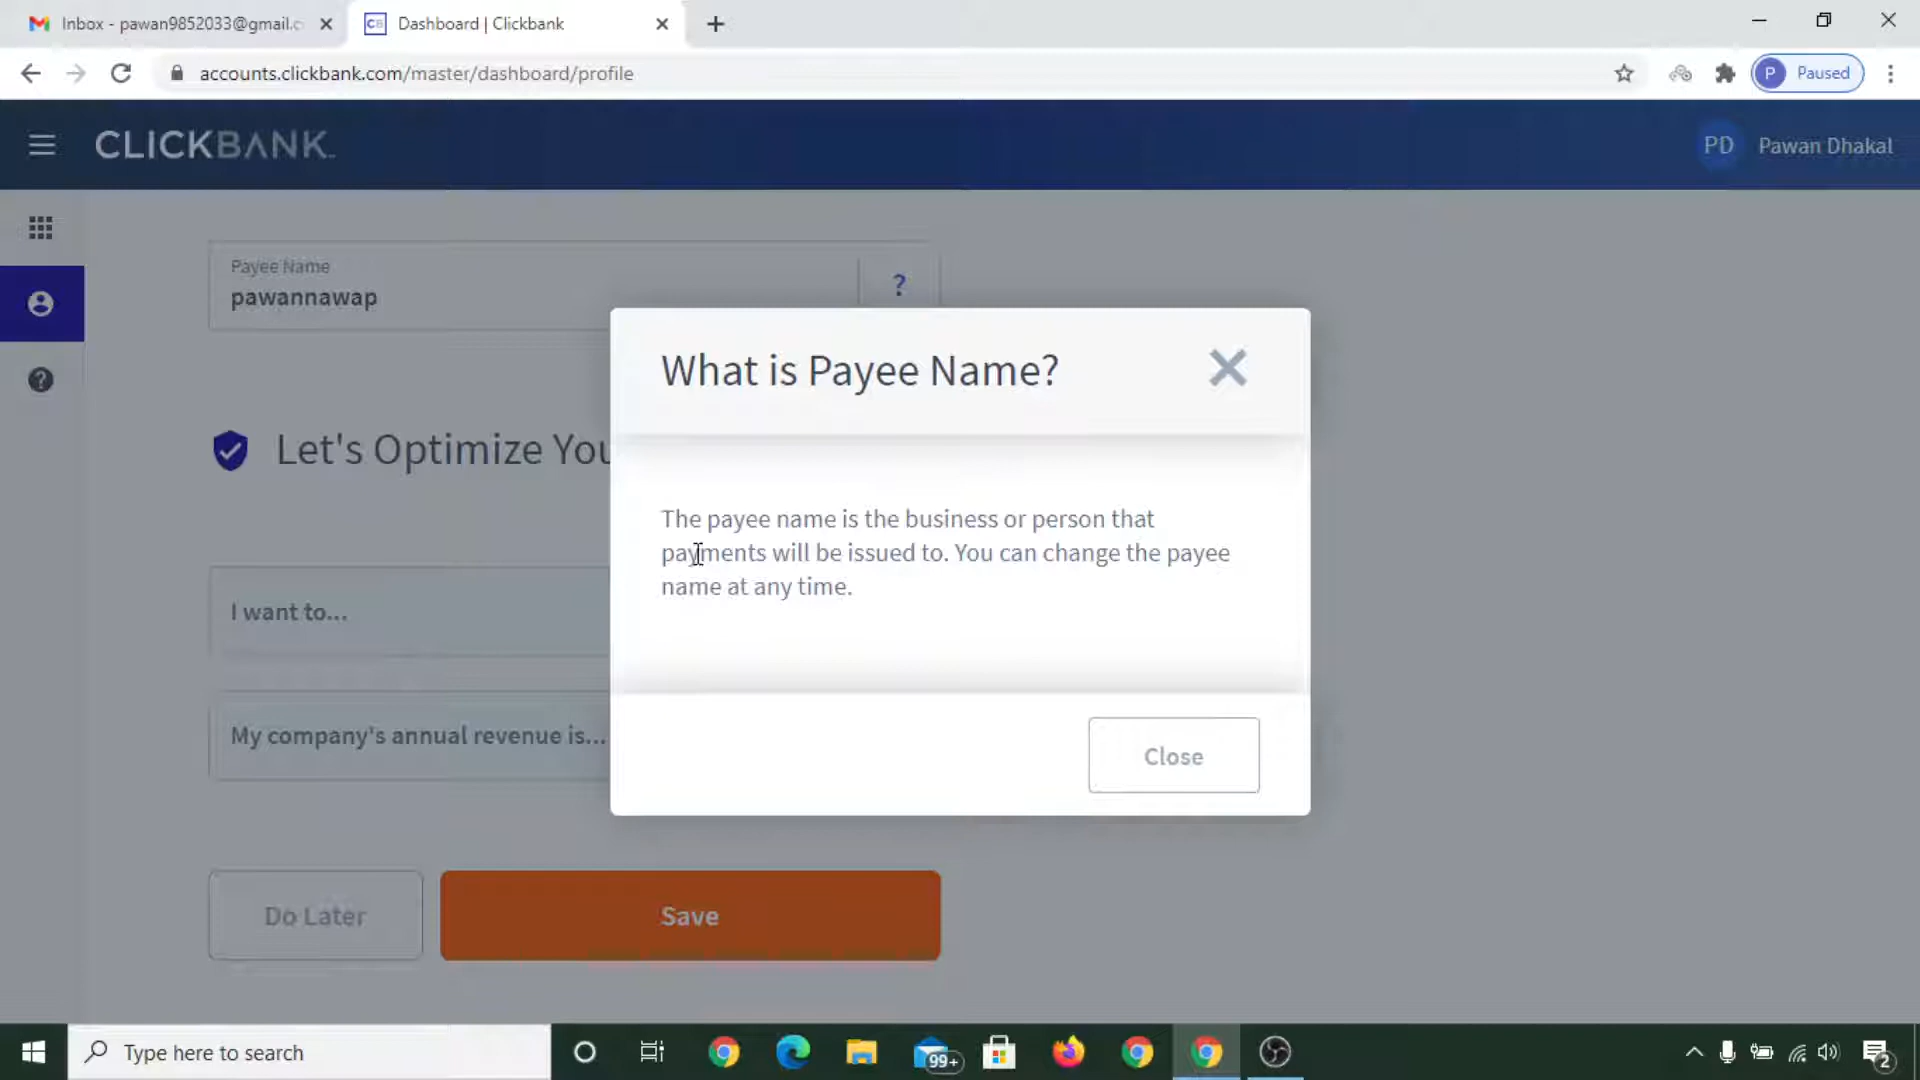 Inbox - pawan9852033@gmail.c
Dashboard | Clickbank
accounts.clickbank.com/master/dashboard/profile
P
Paused
CLICKBANK
PD
Pawan Dhakal
Payee Name
pawannawap
?
What is Payee Name?
Let's Optimize You
The payee name is the business or person that
payments will be issued to. You can change the payee
name at any time.
I want to...
My company's annual revenue is...
Close
Do Later
Save
Type here to search
99+
2